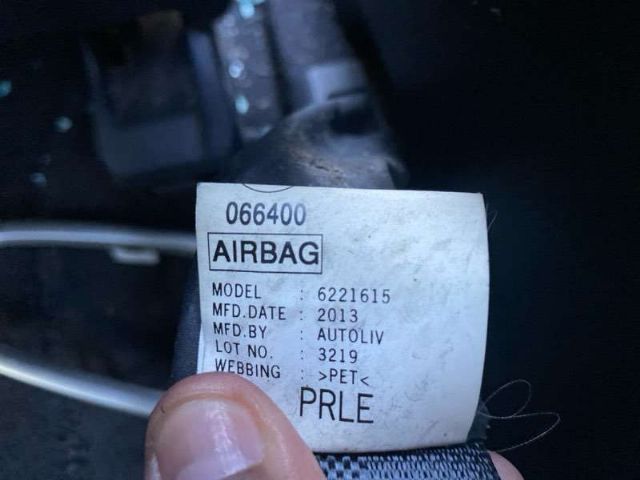 066400
AIRBAG
MODEL : 6221615
MFD.DATE : 2013
MFD.BY : AUTOLIV
LOT NO. : 3219
WEBBING : >PET<
PRLE